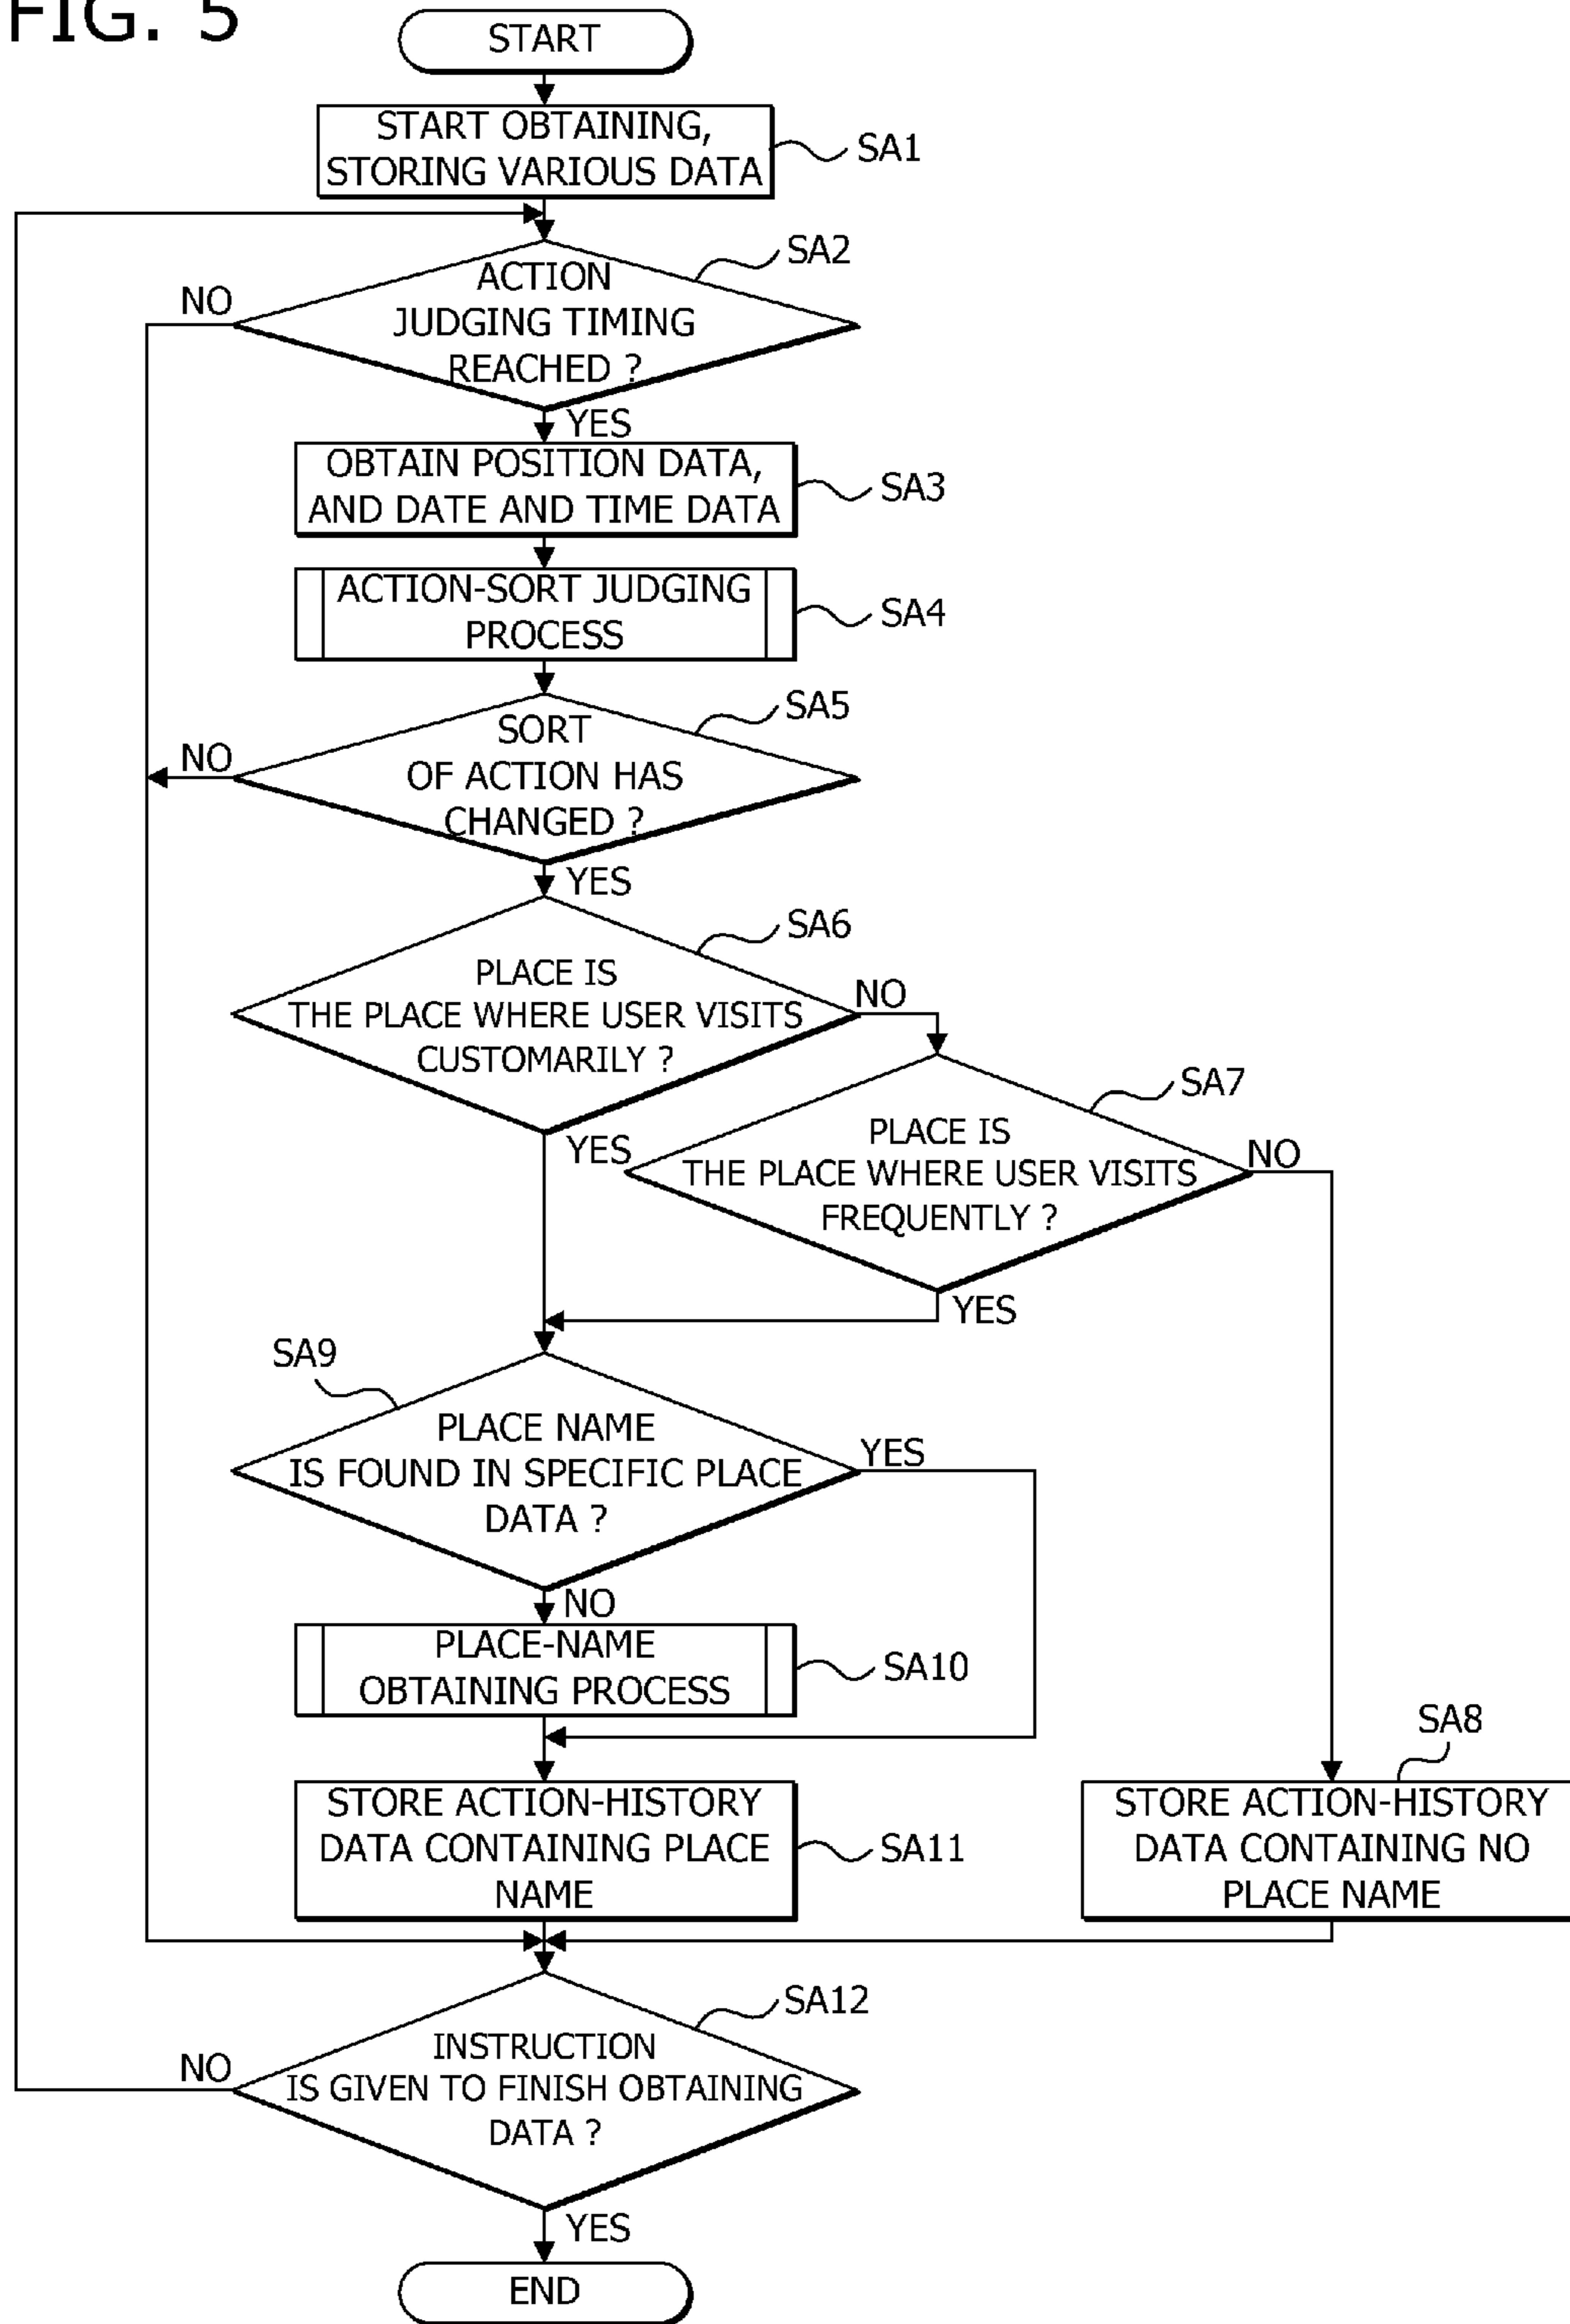 FIG. 5
START
START OBTAINING,
STORING VARIOUS DATA
SA1
SA2
ACTION
JUDGING TIMING
REACHED ?
NO
YES
OBTAIN POSITION DATA,
AND DATE AND TIME DATA
SA3
ACTION-SORT JUDGING
PROCESS
SA4
SA5
SORT
OF ACTION HAS
CHANGED ?
NO
YES
SA6
PLACE IS
THE PLACE WHERE USER VISITS
CUSTOMARILY ?
NO
YES
SA7
PLACE IS
THE PLACE WHERE USER VISITS
FREQUENTLY ?
NO
YES
SA9
PLACE NAME
IS FOUND IN SPECIFIC PLACE
DATA ?
YES
NO
PLACE-NAME
OBTAINING PROCESS
SA10
SA8
STORE ACTION-HISTORY
DATA CONTAINING PLACE
NAME
SA11
STORE ACTION-HISTORY
DATA CONTAINING NO
PLACE NAME
SA12
INSTRUCTION
IS GIVEN TO FINISH OBTAINING
DATA ?
NO
YES
END